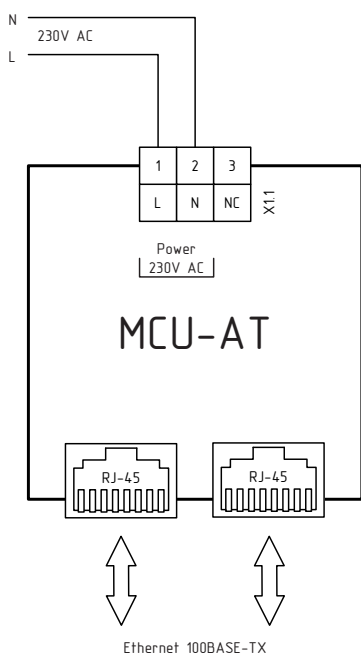 N
230V AC
L
1 2 3
L N NC
X1.1
Power
230V AC
MCU-AT
RJ-45 RJ-45
Ethernet 100BASE-TX